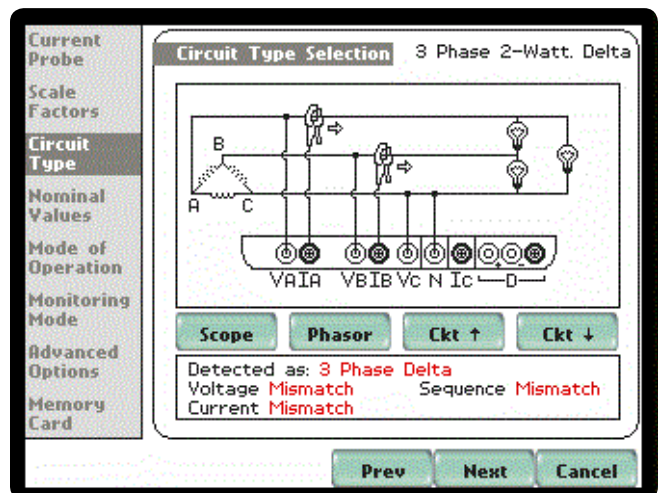 Current
Probe
Scale
Factors
Circuit
Type
Nominal
Values
Mode of
Operation
Monitoring
Mode
Advanced
Options
Memory
Card
Circuit Type Selection 3 Phase 2-Watt. Delta
B
A C
+ -
VA IA VB IB Vc N Ic D
Scope Phasor Ckt ↑ Ckt ↓
Detected as: 3 Phase Delta
Voltage Mismatch Sequence Mismatch
Current Mismatch
Prev Next Cancel